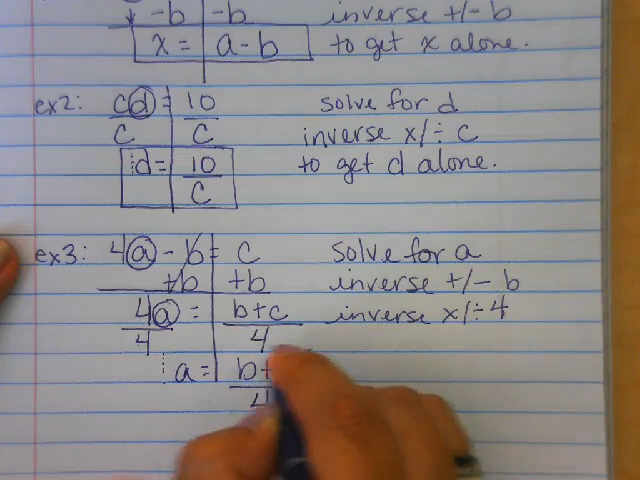 -b | -b inverse +/- b
x = a - b to get x alone.
ex2: cd = 10 solve for d
c c inverse x/÷ c
d = 10 to get d alone.
c
ex3: 4a - b = c solve for a
+b +b inverse +/- b
4a = b+c inverse x/÷ 4
4 4
a = b+
4